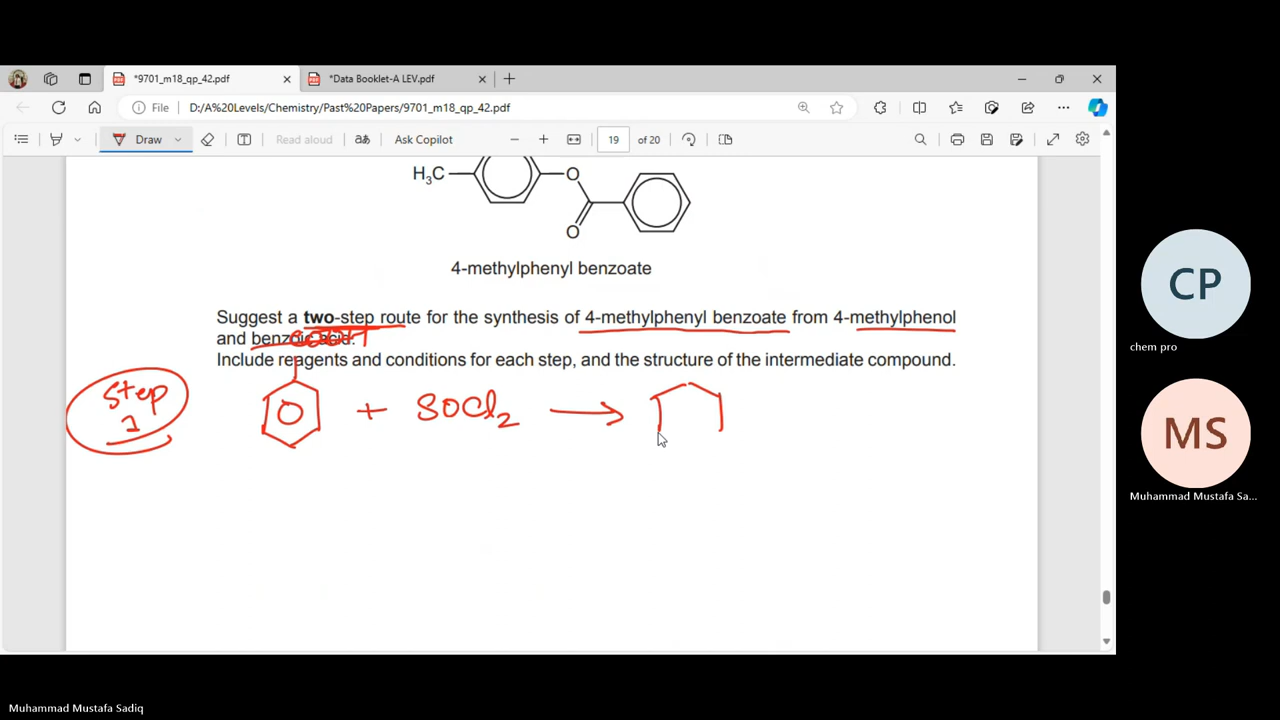 *9701_m18_qp_42.pdf
*Data Booklet-A LEV.pdf
File
D:/A%20Levels/Chemistry/Past%20Papers/9701_m18_qp_42.pdf
Draw
Read aloud
aあ
Ask Copilot
19
of 20
H₃C
O
O
4-methylphenyl benzoate
Suggest a two-step route for the synthesis of 4-methylphenyl benzoate from 4-methylphenol
and benzoic acid.
COOH
Include reagents and conditions for each step, and the structure of the intermediate compound.
Step
1
+ SOCl₂ →
CP
chem pro
MS
Muhammad Mustafa Sa...
Muhammad Mustafa Sadiq